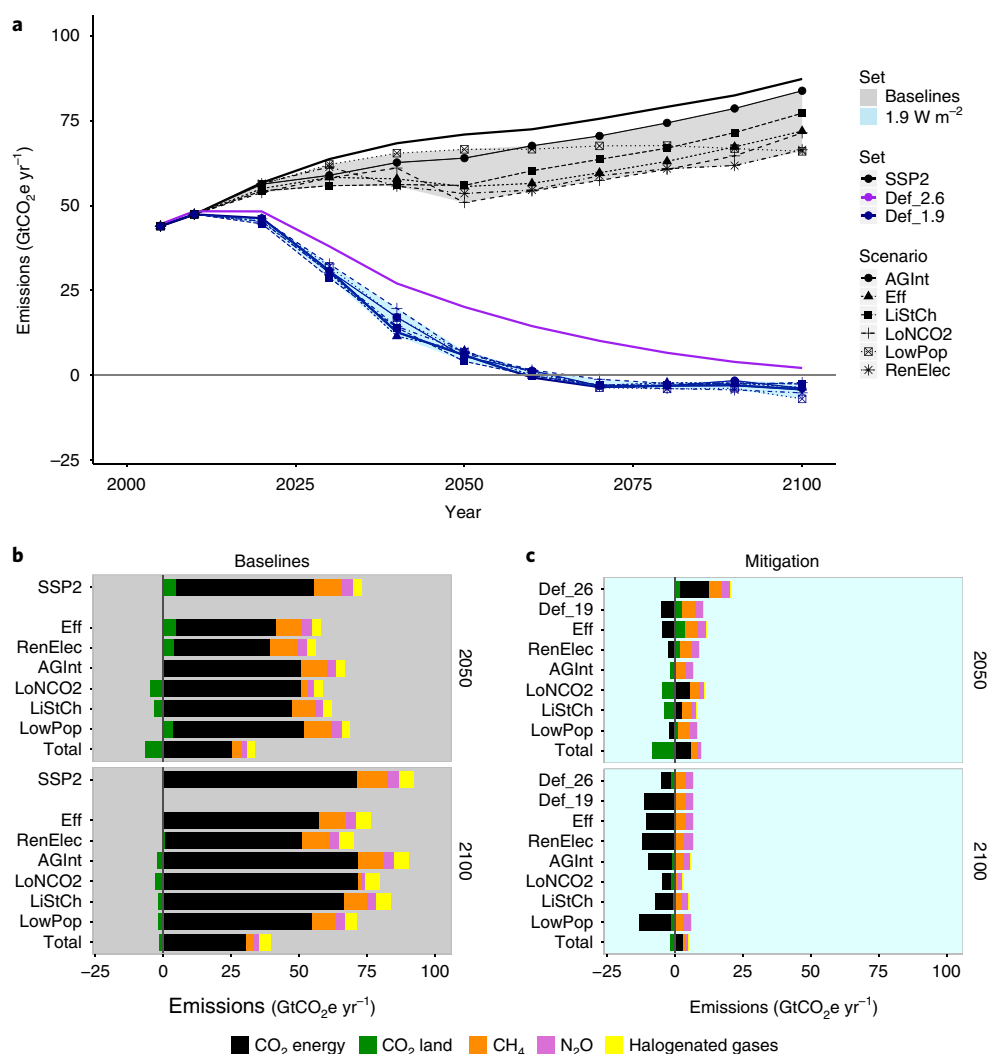 a
100
75
50
25
0
−25
Emissions (GtCO₂e yr⁻¹)
2000
2025
2050
2075
2100
Year
Set
Baselines
1.9 W m⁻²
Set
SSP2
Def_2.6
Def_1.9
Scenario
AGInt
Eff
LiStCh
LoNCO2
LowPop
RenElec
b
Baselines
SSP2
Eff
RenElec
AGInt
LoNCO2
LiStCh
LowPop
Total
2050
SSP2
Eff
RenElec
AGInt
LoNCO2
LiStCh
LowPop
Total
2100
−25 0 25 50 75 100
Emissions (GtCO₂e yr⁻¹)
c
Mitigation
Def_26
Def_19
Eff
RenElec
AGInt
LoNCO2
LiStCh
LowPop
Total
2050
Def_26
Def_19
Eff
RenElec
AGInt
LoNCO2
LiStCh
LowPop
Total
2100
−25 0 25 50 75 100
Emissions (GtCO₂e yr⁻¹)
CO₂ energy CO₂ land CH₄ N₂O Halogenated gases